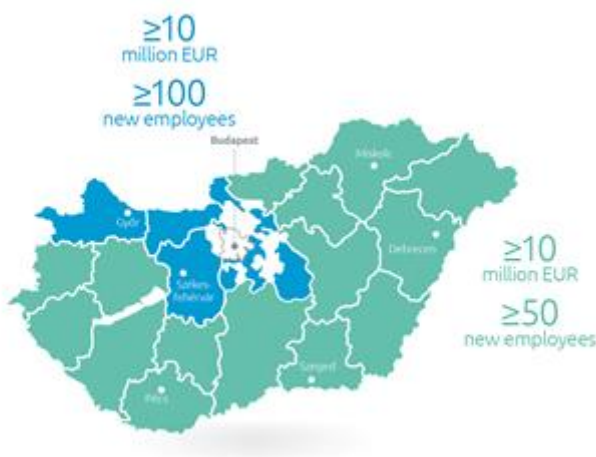 ≥10
million EUR
≥100
new employees
Budapest
Miskolc
Győr
Debrecen
Székes-
fehérvár
≥10
million EUR
≥50
new employees
Szeged
Pécs